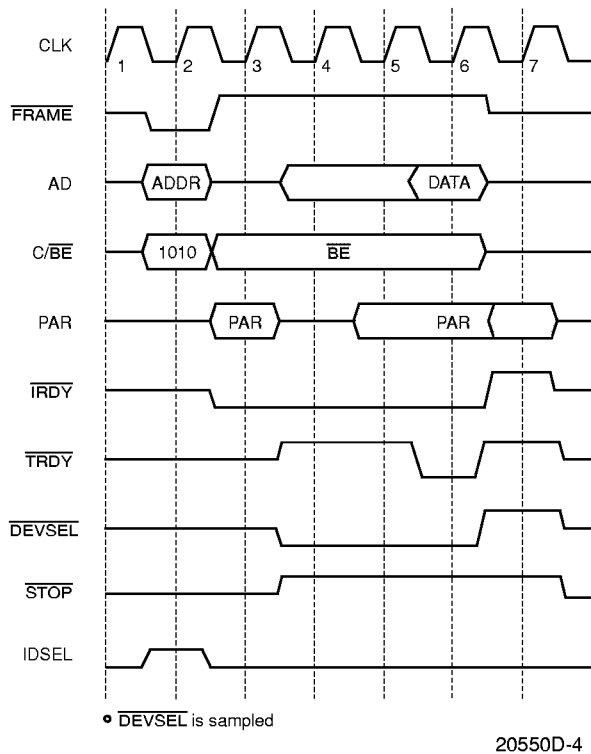 CLK
1 2 3 4 5 6 7
FRAME
AD ADDR DATA
C/BE 1010 BE
PAR PAR PAR
IRDY
TRDY
DEVSEL
STOP
IDSEL
DEVSEL is sampled
20550D-4